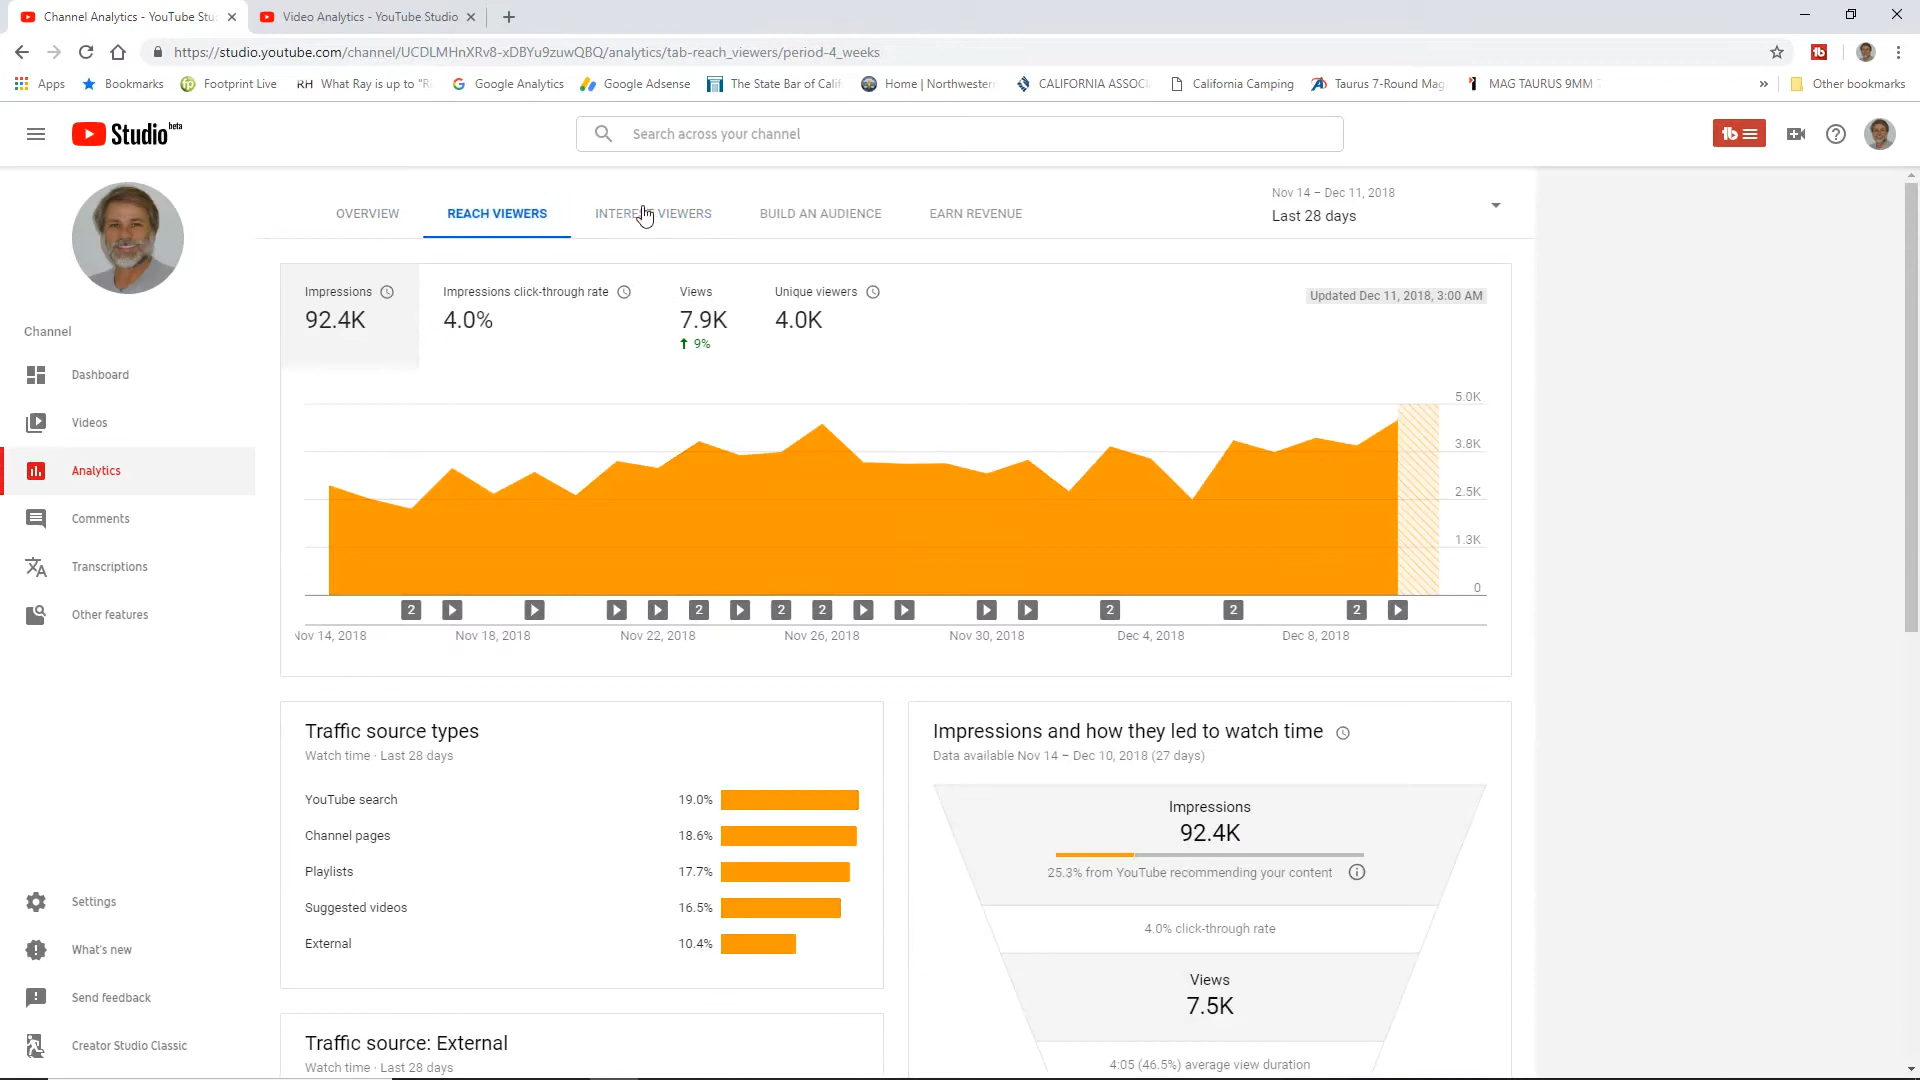 Channel Analytics - YouTube Stu
Video Analytics - YouTube Studio
https://studio.youtube.com/channel/UCDLMHnXRv8-xDBYu9zuwQBQ/analytics/tab-reach_viewers/period-4_weeks
Apps
Bookmarks
Footprint Live
RH What Ray is up to "R
Google Analytics
Google Adsense
The State Bar of Calif
Home | Northwestern
CALIFORNIA ASSOCI
California Camping
Taurus 7-Round Mag
MAG TAURUS 9MM
Other bookmarks
Studio beta
Search across your channel
OVERVIEW
REACH VIEWERS
INTEREST VIEWERS
BUILD AN AUDIENCE
EARN REVENUE
Nov 14 – Dec 11, 2018
Last 28 days
Impressions
92.4K
Impressions click-through rate
4.0%
Views
7.9K
9%
Unique viewers
4.0K
Updated Dec 11, 2018, 3:00 AM
Channel
Dashboard
Videos
Analytics
Comments
Transcriptions
Other features
Settings
What's new
Send feedback
Creator Studio Classic
5.0K
3.8K
2.5K
1.3K
0
2 2 2 2 2 2 2
Nov 14, 2018 Nov 18, 2018 Nov 22, 2018 Nov 26, 2018 Nov 30, 2018 Dec 4, 2018 Dec 8, 2018
Traffic source types
Watch time · Last 28 days
YouTube search 19.0%
Channel pages 18.6%
Playlists 17.7%
Suggested videos 16.5%
External 10.4%
Traffic source: External
Watch time · Last 28 days
Impressions and how they led to watch time
Data available Nov 14 – Dec 10, 2018 (27 days)
Impressions
92.4K
25.3% from YouTube recommending your content
4.0% click-through rate
Views
7.5K
4:05 (46.5%) average view duration